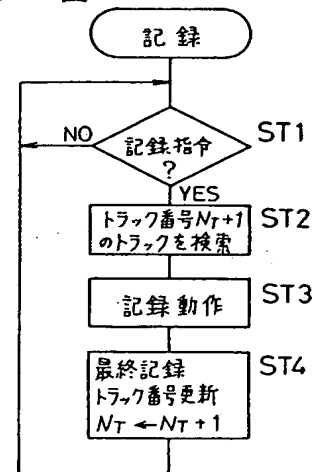 記録
NO
記録指令
?
ST1
YES
トラック番号NT+1
のトラックを検索
ST2
記録動作
ST3
最終記録
トラック番号更新
NT←NT+1
ST4